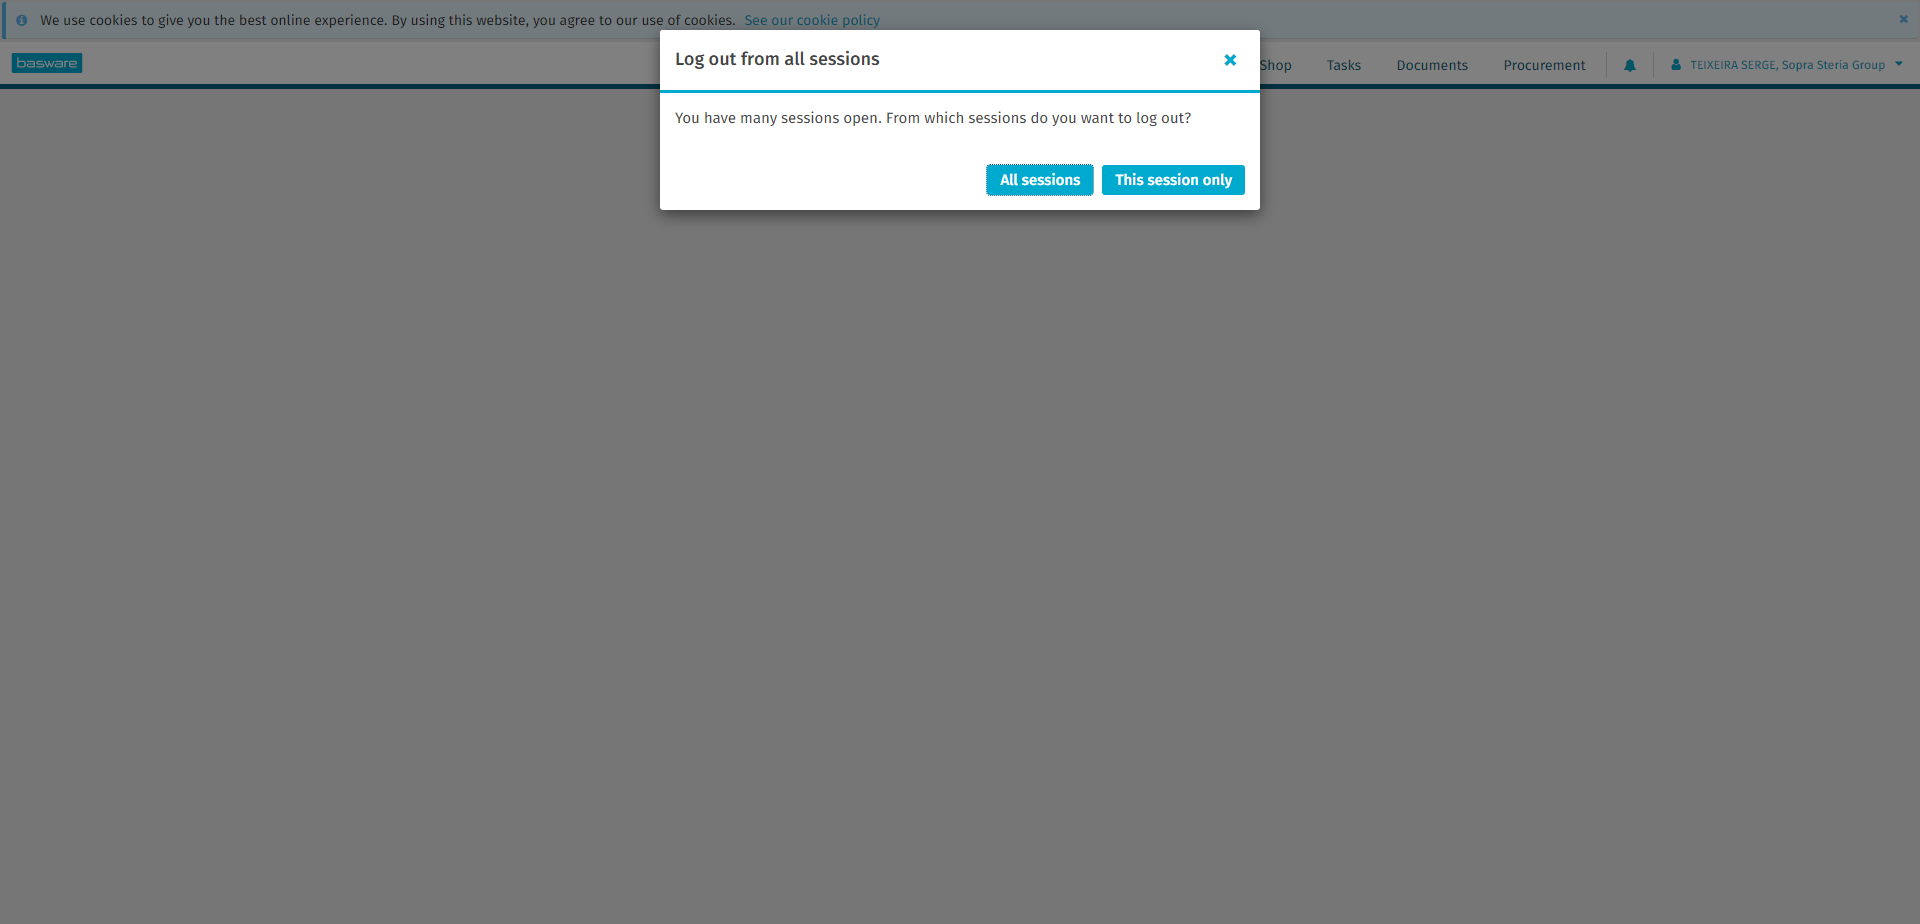 We use cookies to give you the best online experience. By using this website, you agree to our use of cookies. See our cookie policy
basware
Shop Tasks Documents Procurement TEIXEIRA SERGE, Sopra Steria Group
Log out from all sessions
You have many sessions open. From which sessions do you want to log out?
All sessions This session only